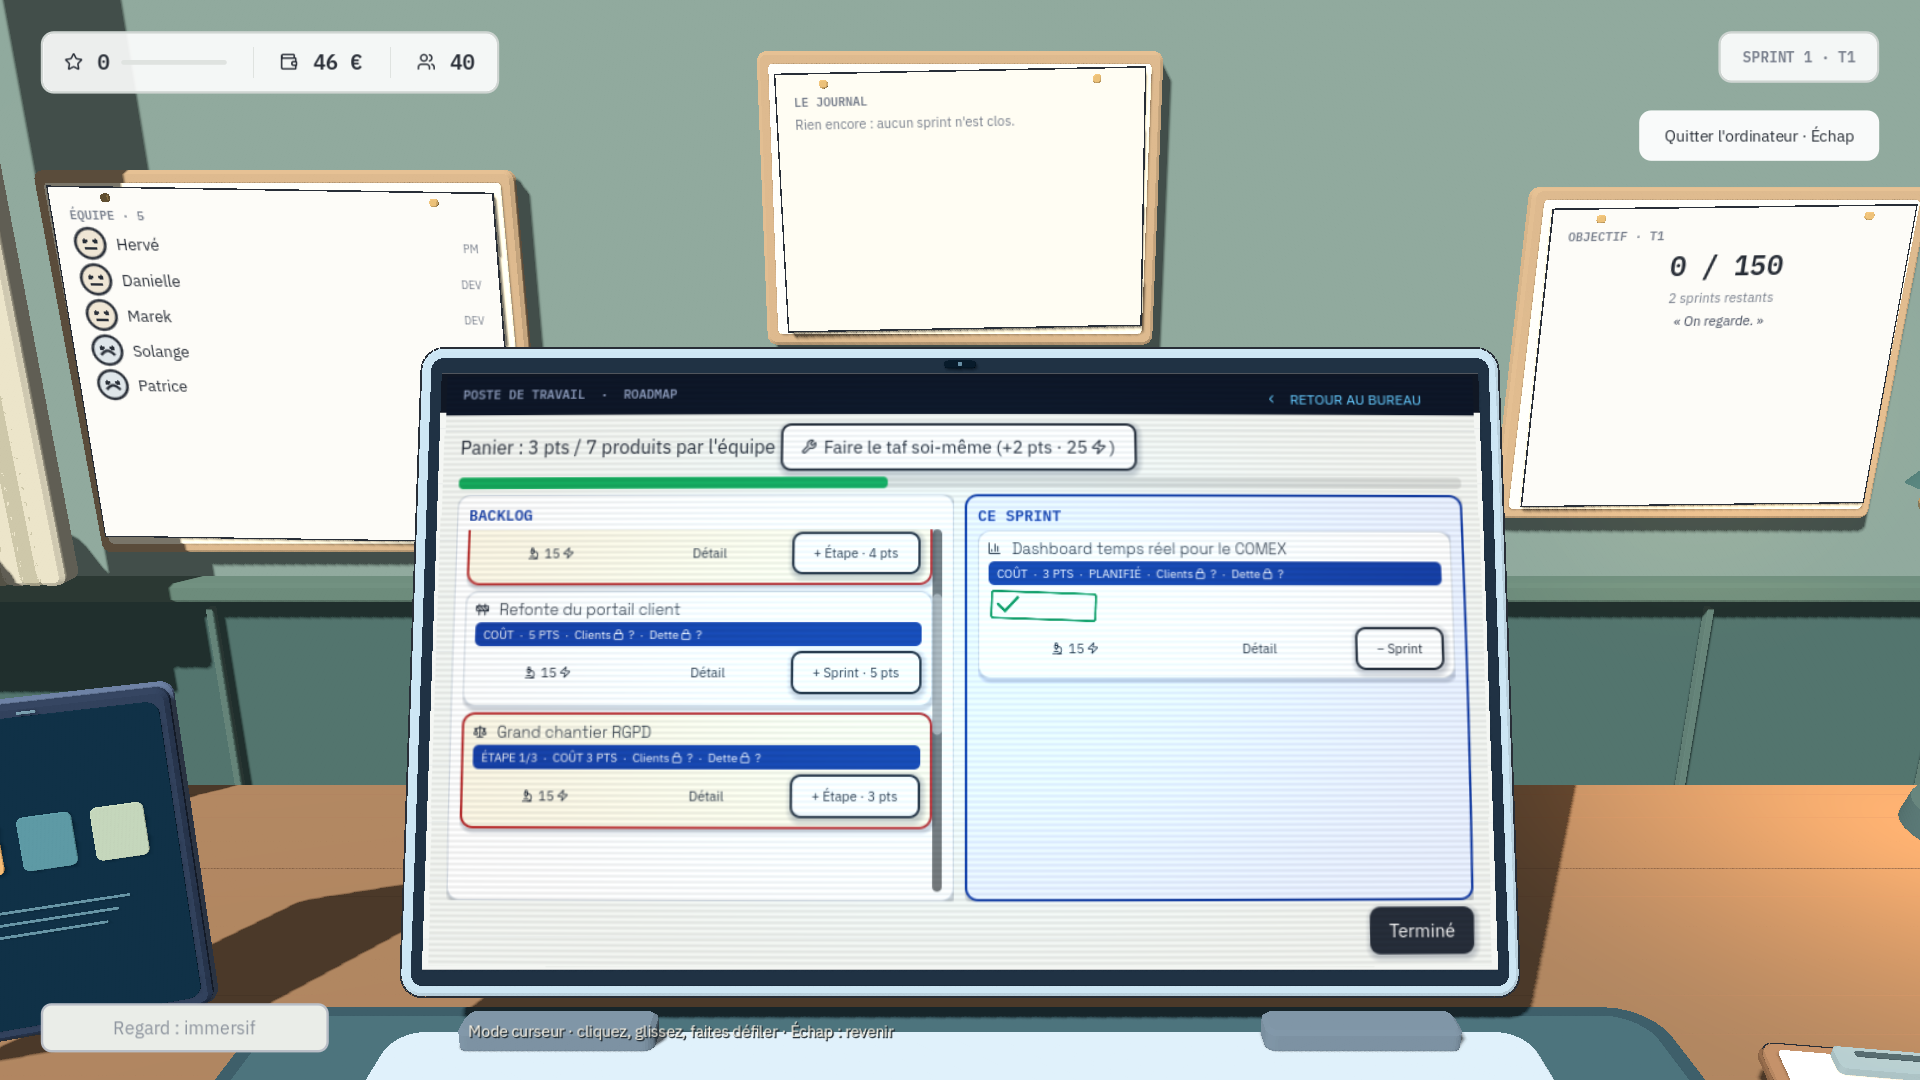 0
46 €
40
SPRINT 1 · T1
Quitter l'ordinateur · Échap
LE JOURNAL
Rien encore : aucun sprint n'est clos.
ÉQUIPE · 5
Hervé PM
Danielle DEV
Marek DEV
Solange
Patrice
OBJECTIF · T1
0 / 150
2 sprints restants
« On regarde. »
POSTE DE TRAVAIL · ROADMAP
‹ RETOUR AU BUREAU
Panier : 3 pts / 7 produits par l'équipe
Faire le taf soi-même (+2 pts · 25 )
BACKLOG
15 Détail + Étape · 4 pts
Refonte du portail client
COÛT · 5 PTS · Clients ? · Dette ?
15 Détail + Sprint · 5 pts
Grand chantier RGPD
ÉTAPE 1/3 · COÛT 3 PTS · Clients ? · Dette ?
15 Détail + Étape · 3 pts
CE SPRINT
Dashboard temps réel pour le COMEX
COÛT · 3 PTS · PLANIFIÉ · Clients ? · Dette ?
15 Détail − Sprint
Terminé
Regard : immersif
Mode curseur · cliquez, glissez, faites défiler · Échap : revenir